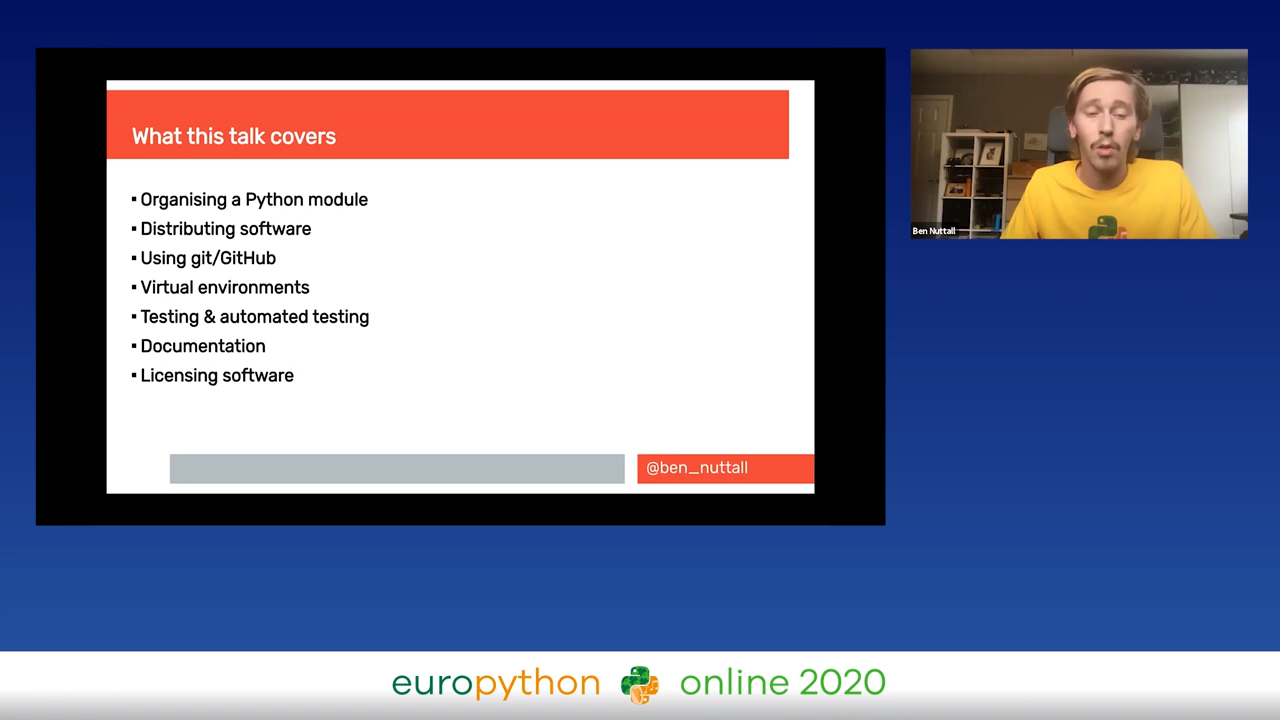 What this talk covers
▪ Organising a Python module
▪ Distributing software
▪ Using git/GitHub
▪ Virtual environments
▪ Testing & automated testing
▪ Documentation
▪ Licensing software
@ben_nuttall
Ben Nuttall
europython online 2020